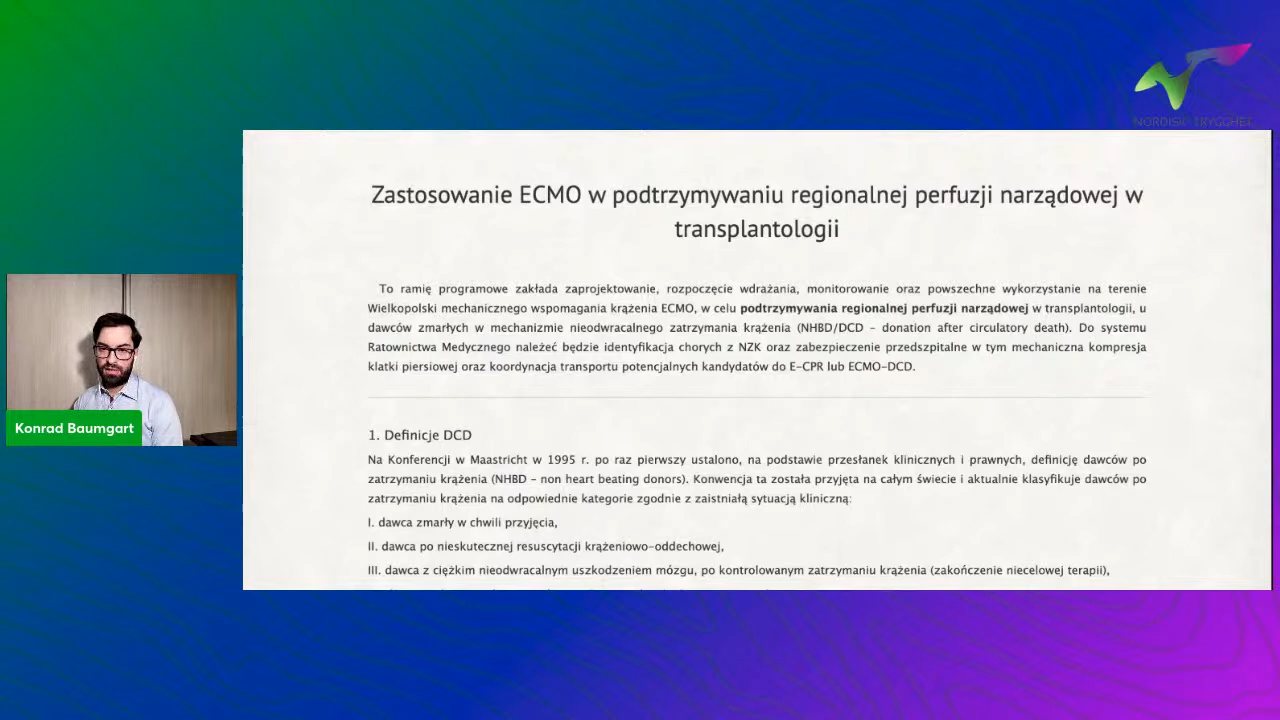 NORDISK TRYGGHET
Zastosowanie ECMO w podtrzymywaniu regionalnej perfuzji narządowej w
transplantologii
To ramię programowe zakłada zaprojektowanie, rozpoczęcie wdrażania, monitorowanie oraz powszechne wykorzystanie na terenie
Wielkopolski mechanicznego wspomagania krążenia ECMO, w celu podtrzymywania regionalnej perfuzji narządowej w transplantologii, u
dawców zmarłych w mechanizmie nieodwracalnego zatrzymania krążenia (NHBD/DCD – donation after circulatory death). Do systemu
Ratownictwa Medycznego należeć będzie identyfikacja chorych z NZK oraz zabezpieczenie przedszpitalne w tym mechaniczna kompresja
klatki piersiowej oraz koordynacja transportu potencjalnych kandydatów do E-CPR lub ECMO-DCD.
1. Definicje DCD
Na Konferencji w Maastricht w 1995 r. po raz pierwszy ustalono, na podstawie przesłanek klinicznych i prawnych, definicję dawców po
zatrzymaniu krążenia (NHBD – non heart beating donors). Konwencja ta została przyjęta na całym świecie i aktualnie klasyfikuje dawców po
zatrzymaniu krążenia na odpowiednie kategorie zgodnie z zaistniałą sytuacją kliniczną:
I. dawca zmarły w chwili przyjęcia,
II. dawca po nieskutecznej resuscytacji krążeniowo-oddechowej,
III. dawca z ciężkim nieodwracalnym uszkodzeniem mózgu, po kontrolowanym zatrzymaniu krążenia (zakończenie niecelowej terapii),
Konrad Baumgart